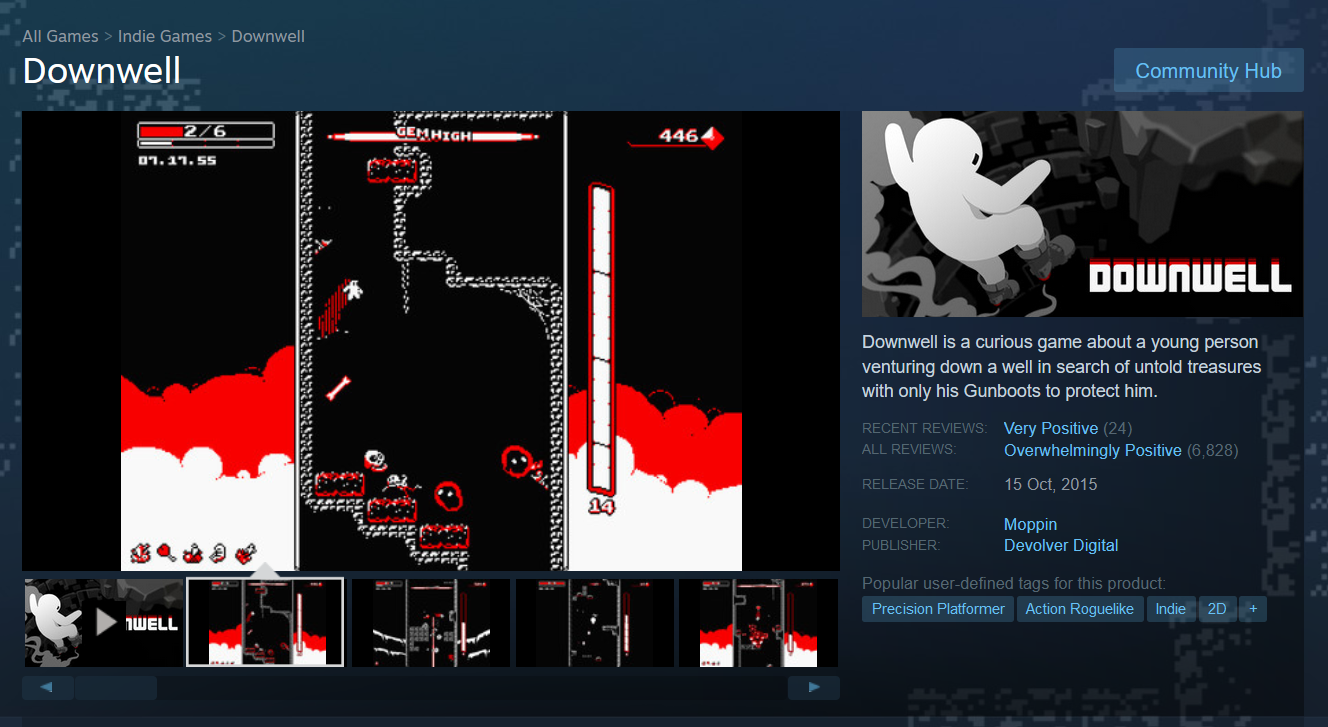 All Games > Indie Games > Downwell
Downwell
Community Hub
2/6
07.17.55
GEM HIGH
446
14
DOWNWELL
Downwell is a curious game about a young person
venturing down a well in search of untold treasures
with only his Gunboots to protect him.
RECENT REVIEWS: Very Positive (24)
ALL REVIEWS: Overwhelmingly Positive (6,828)
RELEASE DATE: 15 Oct, 2015
DEVELOPER: Moppin
PUBLISHER: Devolver Digital
Popular user-defined tags for this product:
Precision Platformer Action Roguelike Indie 2D +
NWELL